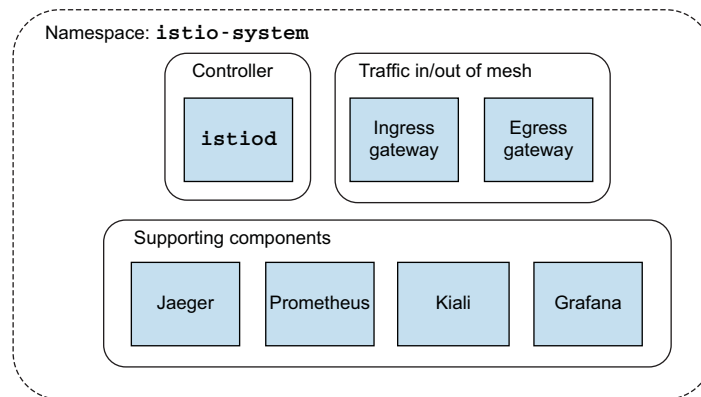 Namespace: istio-system
Controller
Traffic in/out of mesh
istiod
Ingress
gateway
Egress
gateway
Supporting components
Jaeger
Prometheus
Kiali
Grafana